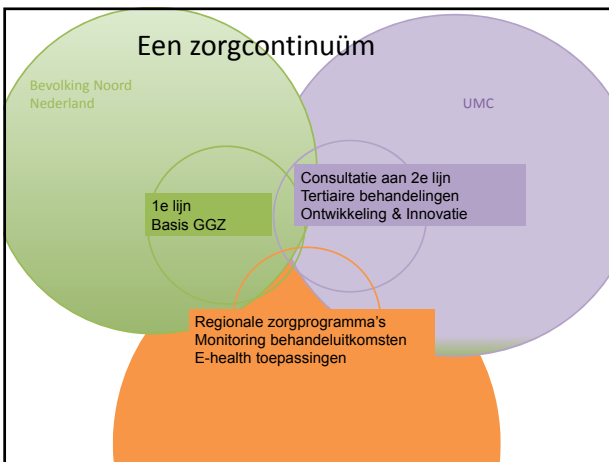 Een zorgcontinuüm
Bevolking Noord
Nederland
UMC
1e lijn
Basis GGZ
Consultatie aan 2e lijn
Tertiaire behandelingen
Ontwikkeling & Innovatie
Regionale zorgprogramma's
Monitoring behandeluitkomsten
E-health toepassingen